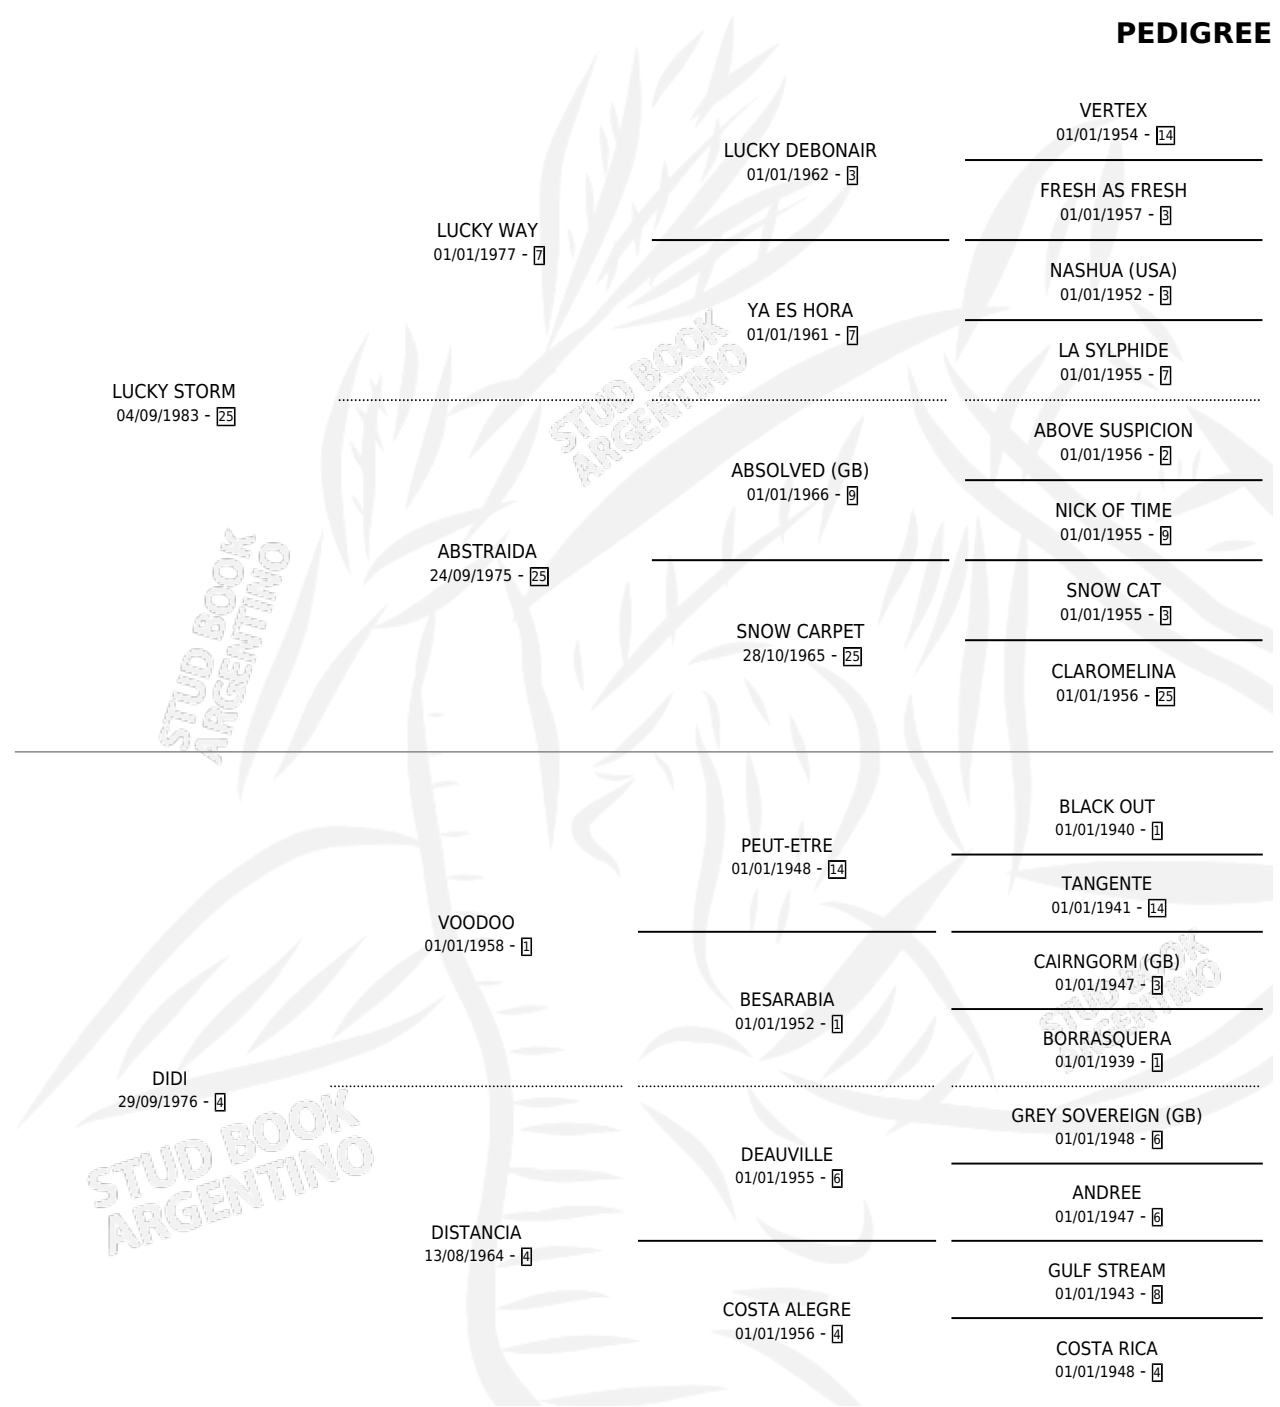 PEDIGREE
VERTEX
01/01/1954 - 14
LUCKY DEBONAIR
01/01/1962 - 3
FRESH AS FRESH
01/01/1957 - 3
LUCKY WAY
01/01/1977 - 7
NASHUA (USA)
01/01/1952 - 3
YA ES HORA
01/01/1961 - 7
LA SYLPHIDE
01/01/1955 - 7
LUCKY STORM
04/09/1983 - 25
ABOVE SUSPICION
01/01/1956 - 2
ABSOLVED (GB)
01/01/1966 - 9
NICK OF TIME
01/01/1955 - 9
ABSTRAIDA
24/09/1975 - 25
SNOW CAT
01/01/1955 - 3
SNOW CARPET
28/10/1965 - 25
CLAROMELINA
01/01/1956 - 25
BLACK OUT
01/01/1940 - 1
PEUT-ETRE
01/01/1948 - 14
TANGENTE
01/01/1941 - 14
VOODOO
01/01/1958 - 1
CAIRNGORM (GB)
01/01/1947 - 3
BESARABIA
01/01/1952 - 1
BORRASQUERA
01/01/1939 - 1
DIDI
29/09/1976 - 4
GREY SOVEREIGN (GB)
01/01/1948 - 6
DEAUVILLE
01/01/1955 - 6
ANDREE
01/01/1947 - 6
DISTANCIA
13/08/1964 - 4
GULF STREAM
01/01/1943 - 8
COSTA ALEGRE
01/01/1956 - 4
COSTA RICA
01/01/1948 - 4
STUD BOOK
ARGENTINO
STUD BOOK
ARGENTINO
STUD BOOK
ARGENTINO
STUD BOOK
ARGENTINO